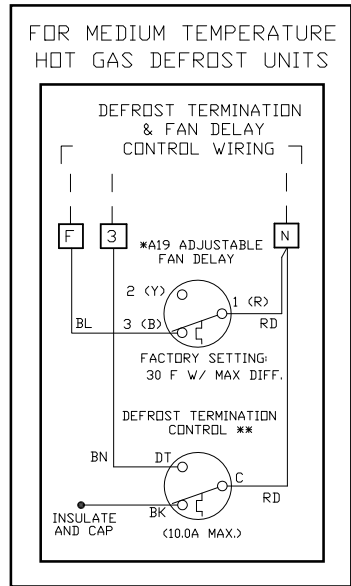 FOR MEDIUM TEMPERATURE
HOT GAS DEFROST UNITS
DEFROST TERMINATION
& FAN DELAY
CONTROL WIRING
F
3
N
*A19 ADJUSTABLE
FAN DELAY
2 (Y)
1 (R)
BL
3 (B)
RD
FACTORY SETTING:
30 F W/ MAX DIFF.
DEFROST TERMINATION
CONTROL **
BN
DT
C
RD
BK
INSULATE
AND CAP
(10.0A MAX.)